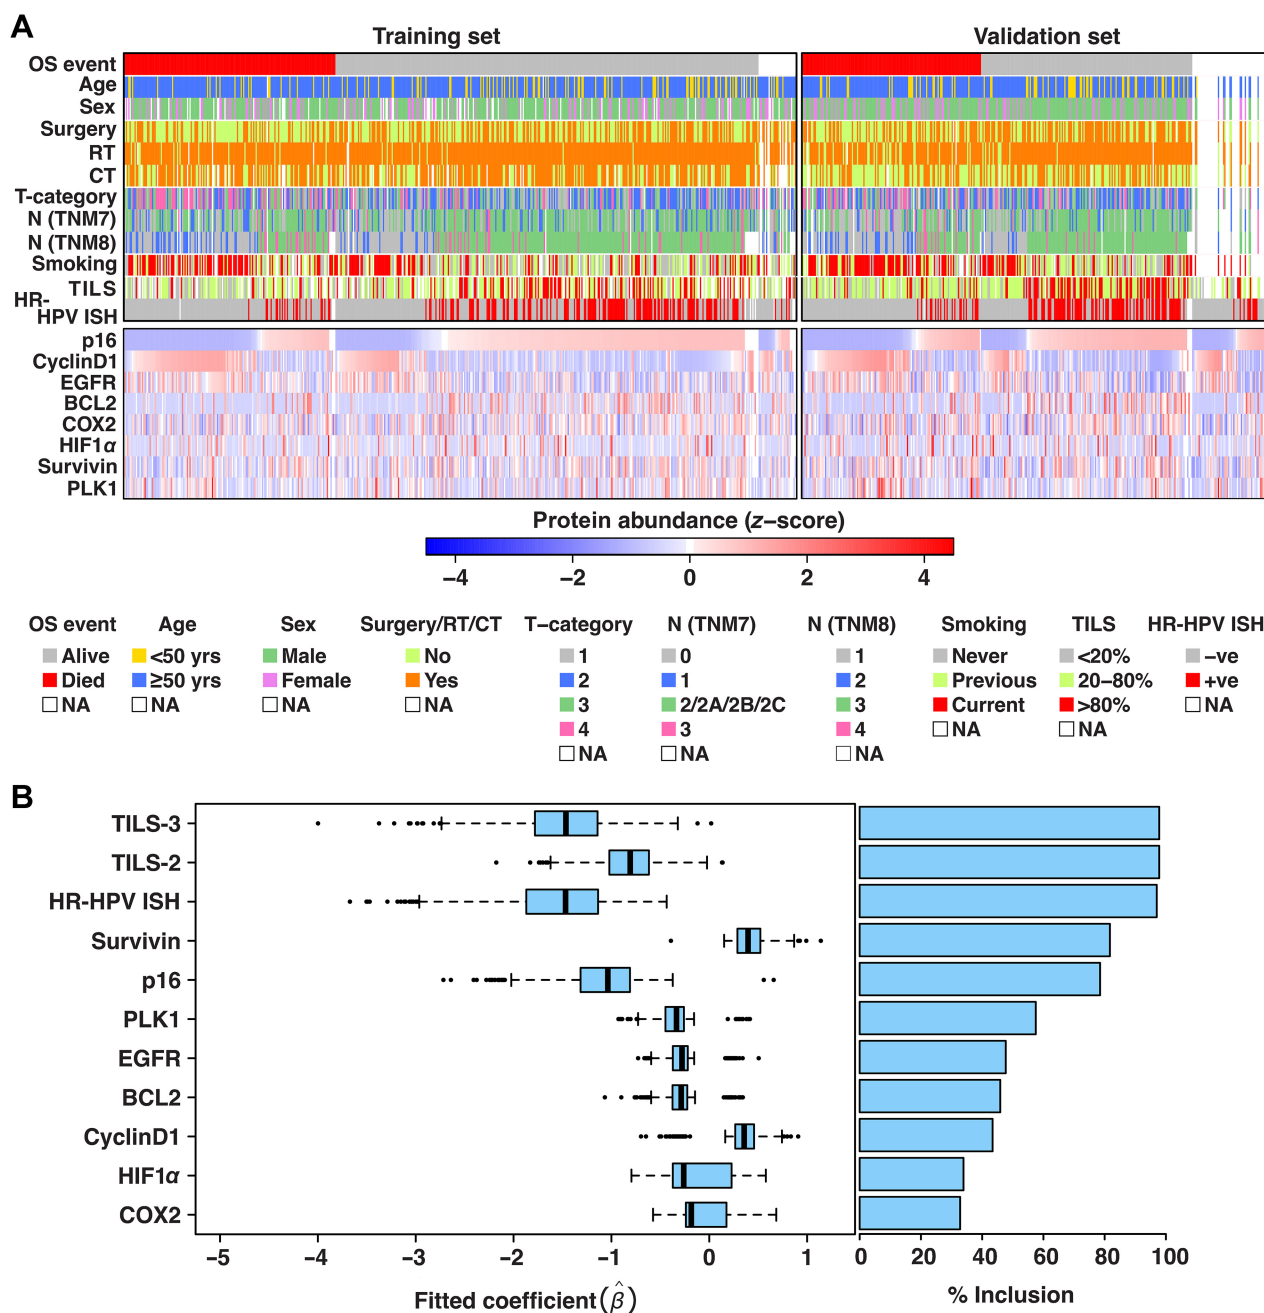 A
Training set
Validation set
OS event
Age
Sex
Surgery
RT
CT
T-category
N (TNM7)
N (TNM8)
Smoking
TILS
HR-
HPV ISH
p16
CyclinD1
EGFR
BCL2
COX2
HIF1α
Survivin
PLK1
Protein abundance (z−score)
−4 −2 0 2 4
OS event Age Sex Surgery/RT/CT T−category N (TNM7) N (TNM8) Smoking TILS HR-HPV ISH
Alive <50 yrs Male No 1 0 1 Never <20% −ve
Died ≥50 yrs Female Yes 2 1 2 Previous 20−80% +ve
NA NA NA NA 3 2/2A/2B/2C 3 Current >80% NA
4 3 4 NA NA
NA NA NA
B
TILS-3
TILS-2
HR-HPV ISH
Survivin
p16
PLK1
EGFR
BCL2
CyclinD1
HIF1α
COX2
−5 −4 −3 −2 −1 0 1 0 20 40 60 80 100
Fitted coefficient (β̂) % Inclusion